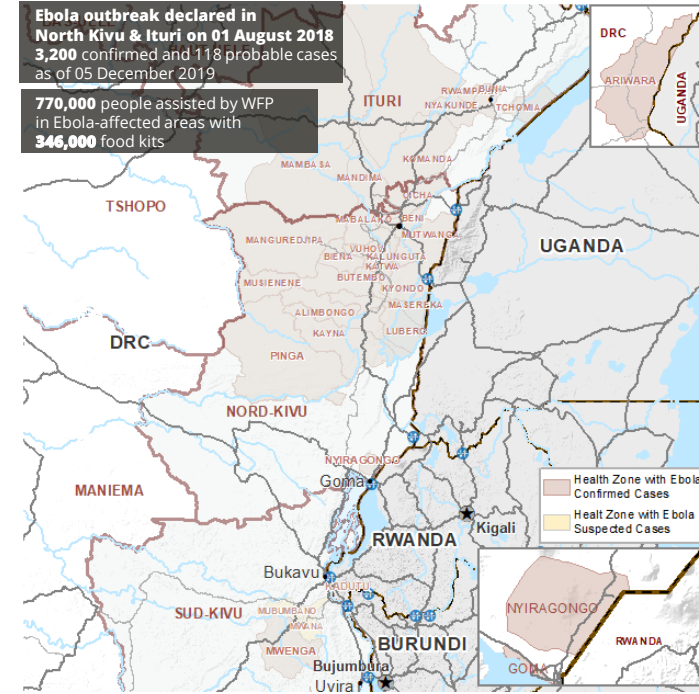 Ebola outbreak declared in
North Kivu & Ituri on 01 August 2018
3,200 confirmed and 118 probable cases
as of 05 December 2019
770,000 people assisted by WFP
in Ebola-affected areas with
346,000 food kits
DRC
ARIWARA
UGANDA
ITURI
RWAMPARA
BUNIA
NYAKUNDE
TCHOMIA
KOMANDA
MAMBASA
MANDIMA
OICHA
TSHOPO
MABALAKO
BENI
MUTWANGA
MANGUREDJIPA
VUHOVI
BIENA
KALUNGUTA
KATWA
UGANDA
BUTEMBO
MUSIENENE
KYONDO
MASEREKA
ALIMBONGO
KAYNA
LUBERO
DRC
PINGA
NORD-KIVU
NYIRAGONGO
Goma
MANIEMA
Health Zone with Ebola
Confirmed Cases
Healt Zone with Ebola
Suspected Cases
Kigali
RWANDA
Bukavu
KADUTU
SUD-KIVU
MUBUMBANO
MWANA
MWENGA
NYIRAGONGO
RWANDA
GOMA
BURUNDI
Bujumbura
Uvira